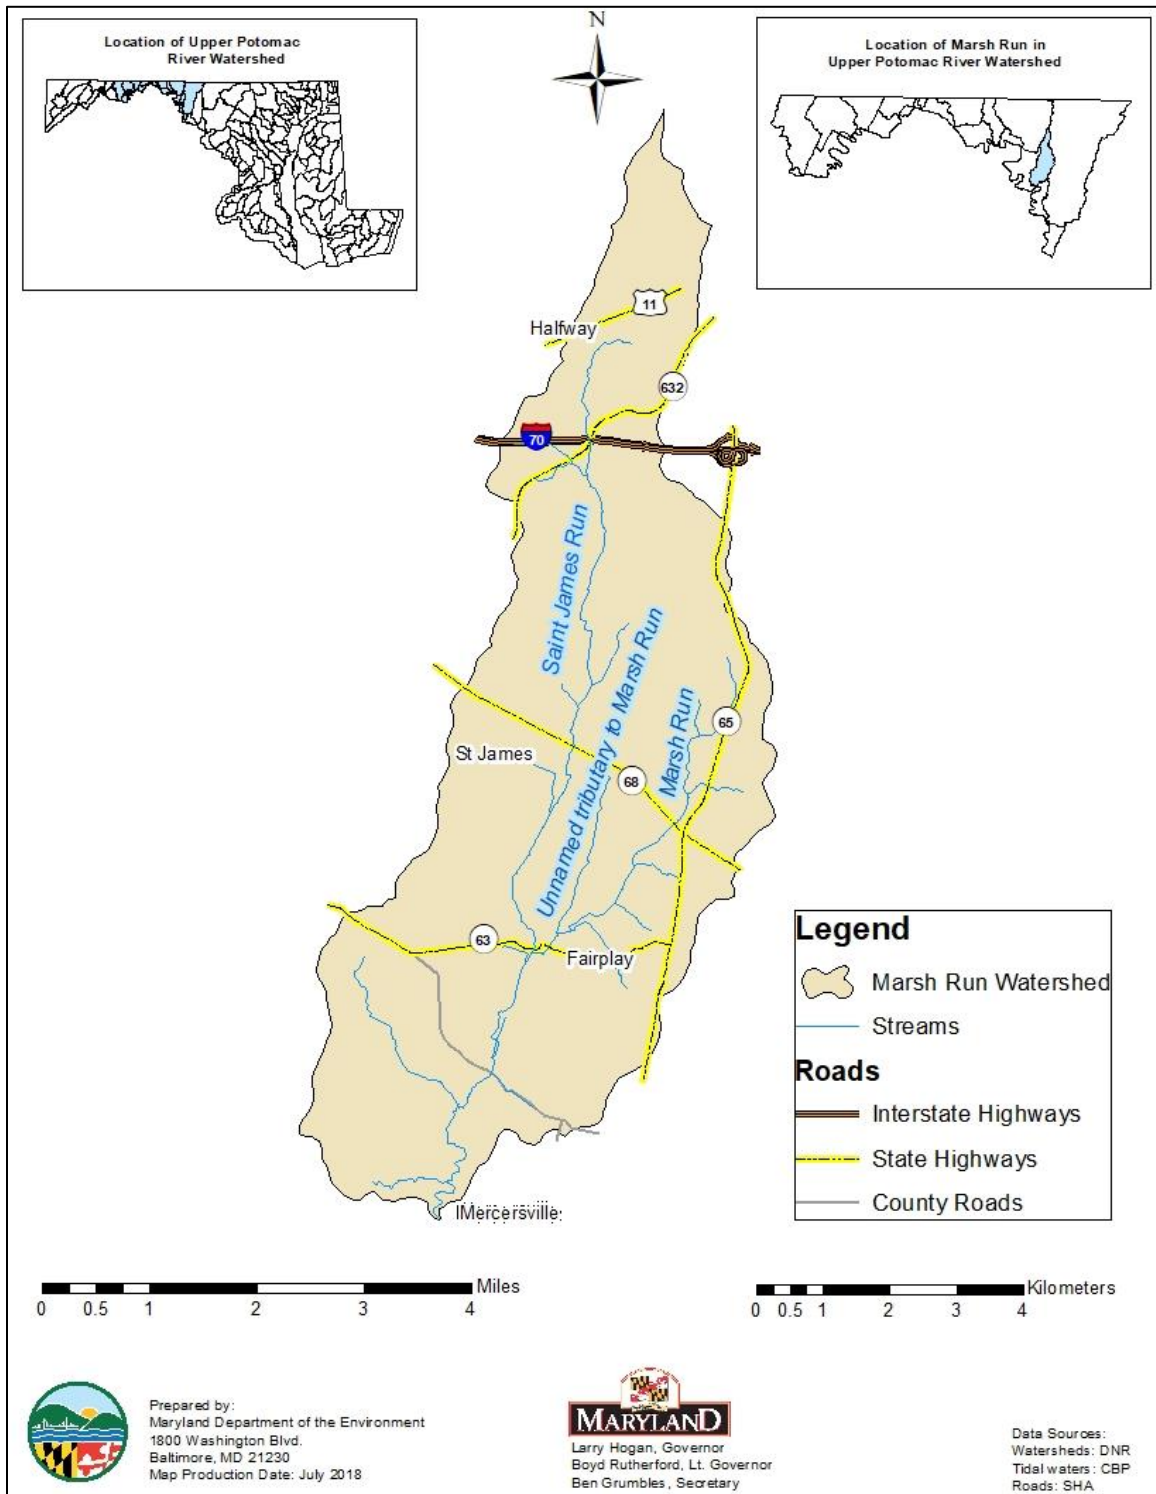 Location of Upper Potomac
River Watershed
N
Location of Marsh Run in
Upper Potomac River Watershed
11
Halfway
632
70
Saint James Run
Unnamed tributary to Marsh Run
Marsh Run
65
St James
68
63
Fairplay
Mercersville
Legend
Marsh Run Watershed
Streams
Roads
Interstate Highways
State Highways
County Roads
Miles
0 0.5 1 2 3 4
Kilometers
0 0.5 1 2 3 4
Prepared by:
Maryland Department of the Environment
1800 Washington Blvd.
Baltimore, MD 21230
Map Production Date: July 2018
MARYLAND
Larry Hogan, Governor
Boyd Rutherford, Lt. Governor
Ben Grumbles, Secretary
Data Sources:
Watersheds: DNR
Tidal waters: CBP
Roads: SHA